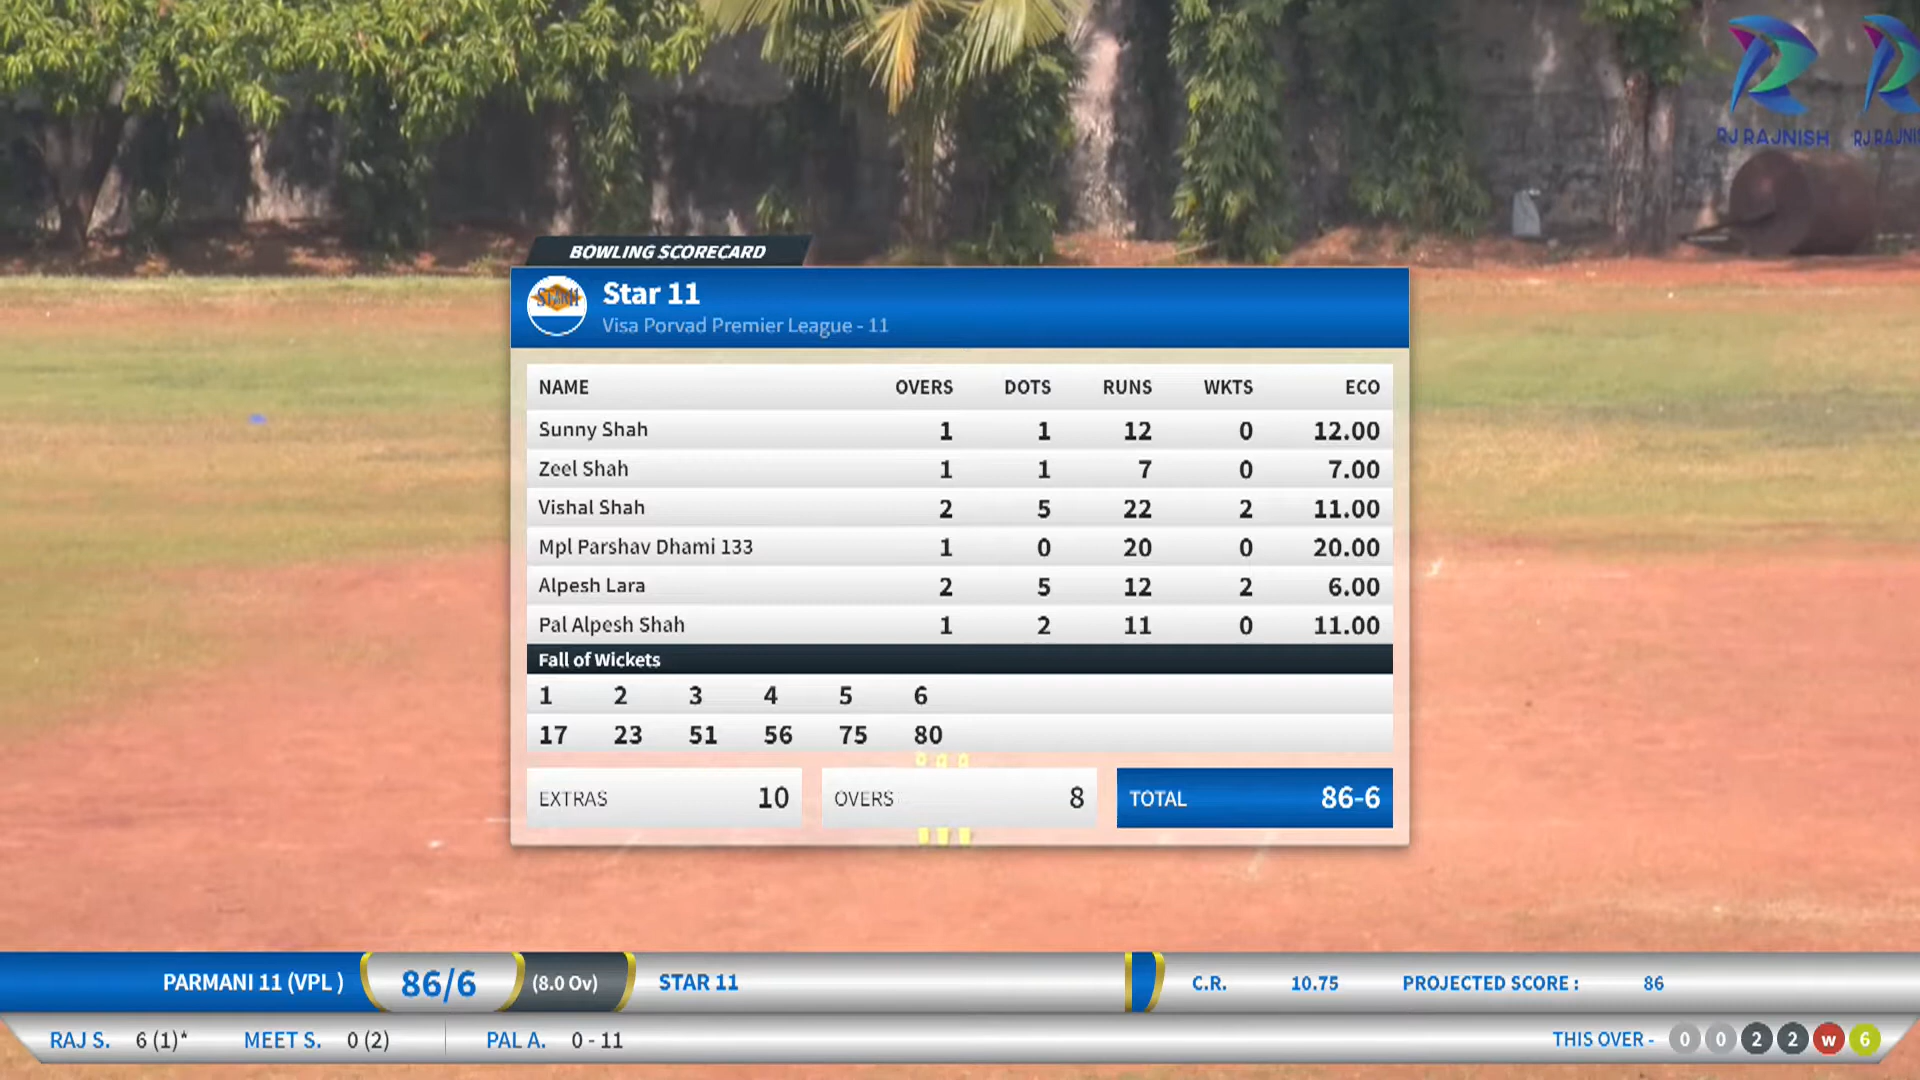 RJ RAJNISH RJ RAJNI
BOWLING SCORECARD
STAR11
Star 11
Visa Porvad Premier League - 11
NAME OVERS DOTS RUNS WKTS ECO
Sunny Shah 1 1 12 0 12.00
Zeel Shah 1 1 7 0 7.00
Vishal Shah 2 5 22 2 11.00
Mpl Parshav Dhami 133 1 0 20 0 20.00
Alpesh Lara 2 5 12 2 6.00
Pal Alpesh Shah 1 2 11 0 11.00
Fall of Wickets
1 2 3 4 5 6
17 23 51 56 75 80
EXTRAS 10 OVERS 8 TOTAL 86-6
PARMANI 11 (VPL ) 86/6 (8.0 Ov) STAR 11 C.R. 10.75 PROJECTED SCORE : 86
RAJ S. 6 (1)* MEET S. 0 (2) PAL A. 0 - 11 THIS OVER - 0 0 2 2 W 6